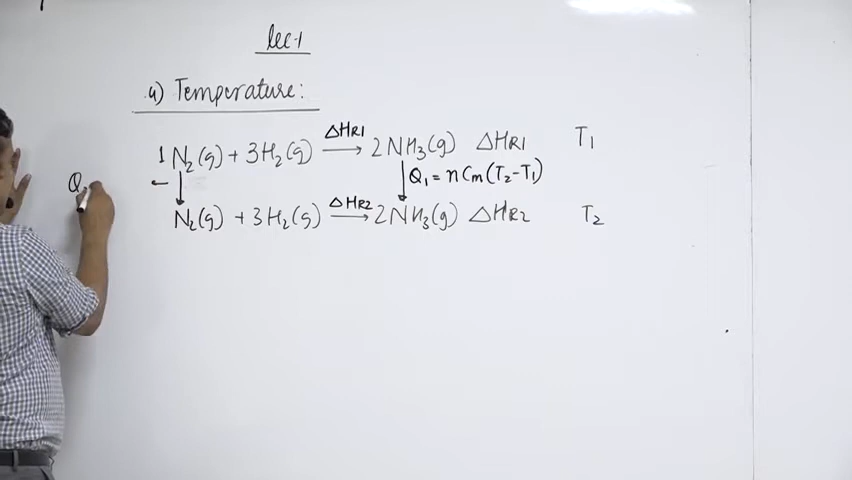 Lec-1
4) Temperature:
1 N₂(g) + 3H₂(g) —ΔHR1→ 2NH₃(g) ΔHR1 T₁
Q
Q₁ = nCm(T₂-T₁)
N₂(g) + 3H₂(g) —ΔHR2→ 2NH₃(g) ΔHR2 T₂